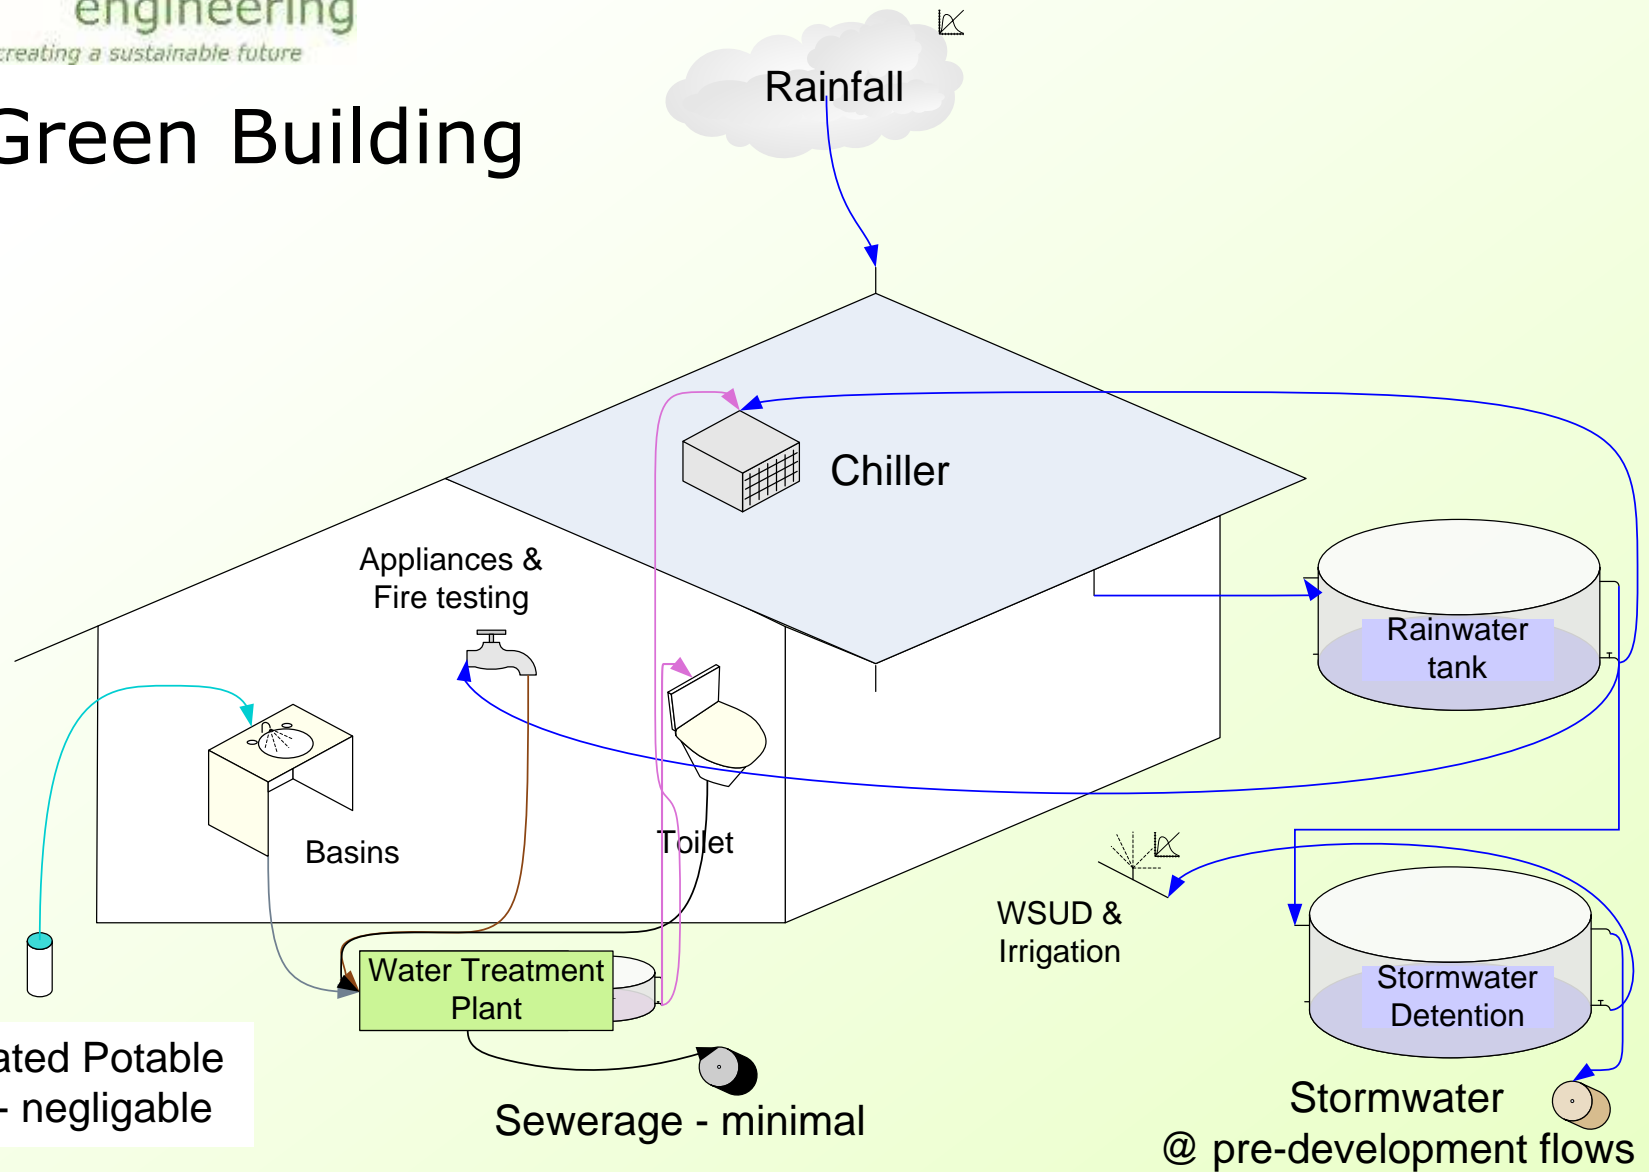 engineering
creating a sustainable future
Green Building
Rainfall
Chiller
Appliances &
Fire testing
Rainwater
tank
Basins
Toilet
WSUD &
Irrigation
Water Treatment
Plant
Stormwater
Detention
Potable
- negligable
Sewerage - minimal
Stormwater
@ pre-development flows